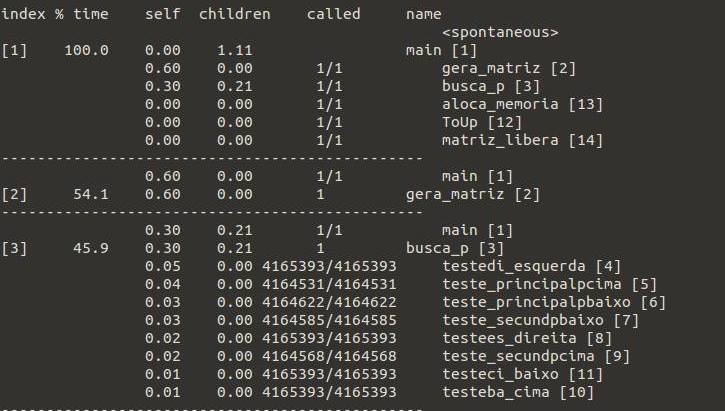 index % time    self  children    called     name
                                                 <spontaneous>
[1]    100.0    0.00    1.11                 main [1]
                0.60    0.00       1/1           gera_matriz [2]
                0.30    0.21       1/1           busca_p [3]
                0.00    0.00       1/1           aloca_memoria [13]
                0.00    0.00       1/1           ToUp [12]
                0.00    0.00       1/1           matriz_libera [14]
-----------------------------------------------
                0.60    0.00       1/1           main [1]
[2]     54.1    0.60    0.00       1         gera_matriz [2]
-----------------------------------------------
                0.30    0.21       1/1           main [1]
[3]     45.9    0.30    0.21       1         busca_p [3]
                0.05    0.00 4165393/4165393     testedi_esquerda [4]
                0.04    0.00 4164531/4164531     teste_principalpcima [5]
                0.03    0.00 4164622/4164622     teste_principalpbaixo [6]
                0.03    0.00 4164585/4164585     teste_secundpbaixo [7]
                0.02    0.00 4165393/4165393     testees_direita [8]
                0.02    0.00 4164568/4164568     teste_secundpcima [9]
                0.01    0.00 4165393/4165393     testeci_baixo [11]
                0.01    0.00 4165393/4165393     testeba_cima [10]
-----------------------------------------------